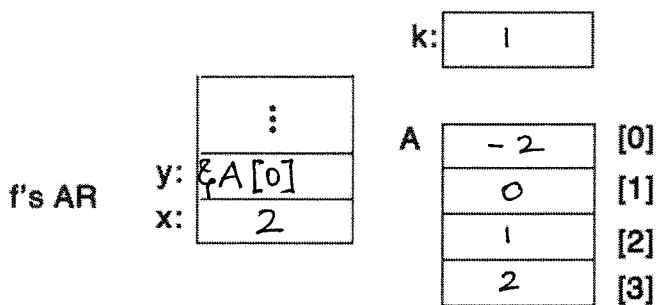 k: 1
⋮
A -2 [0]
y: &A[0]
0 [1]
f's AR
x: 2
1 [2]
2 [3]